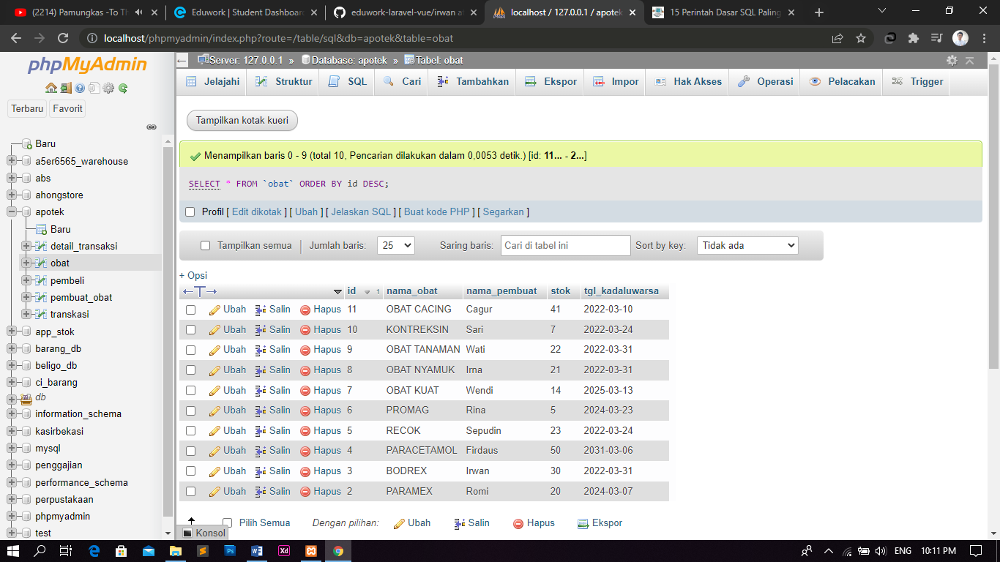 (2214) Pamungkas -To Th
Eduwork | Student Dashboard
eduwork-laravel-vue/irwan at
localhost / 127.0.0.1 / apotek
15 Perintah Dasar SQL Paling
localhost/phpmyadmin/index.php?route=/table/sql&db=apotek&table=obat
phpMyAdmin
Terbaru Favorit
Baru
a5er6565_warehouse
abs
ahongstore
apotek
Baru
detail_transaksi
obat
pembeli
pembuat_obat
transkasi
app_stok
barang_db
beligo_db
ci_barang
db
information_schema
kasirbekasi
mysql
penggajian
performance_schema
perpustakaan
phpmyadmin
test
Server: 127.0.0.1 » Database: apotek » Tabel: obat
Jelajahi Struktur SQL Cari Tambahkan Ekspor Impor Hak Akses Operasi Pelacakan Trigger
Tampilkan kotak kueri
Menampilkan baris 0 - 9 (total 10, Pencarian dilakukan dalam 0,0053 detik.) [id: 11... - 2...]
SELECT * FROM `obat` ORDER BY id DESC;
Profil [ Edit dikotak ] [ Ubah ] [ Jelaskan SQL ] [ Buat kode PHP ] [ Segarkan ]
Tampilkan semua | Jumlah baris: 25 Saring baris: Cari di tabel ini Sort by key: Tidak ada
+ Opsi
←T→ id 1 nama_obat nama_pembuat stok tgl_kadaluwarsa
Ubah Salin Hapus 11 OBAT CACING Cagur 41 2022-03-10
Ubah Salin Hapus 10 KONTREKSIN Sari 7 2022-03-24
Ubah Salin Hapus 9 OBAT TANAMAN Wati 22 2022-03-31
Ubah Salin Hapus 8 OBAT NYAMUK Irna 21 2022-03-31
Ubah Salin Hapus 7 OBAT KUAT Wendi 14 2025-03-13
Ubah Salin Hapus 6 PROMAG Rina 5 2024-03-23
Ubah Salin Hapus 5 RECOK Sepudin 23 2022-03-24
Ubah Salin Hapus 4 PARACETAMOL Firdaus 50 2031-03-06
Ubah Salin Hapus 3 BODREX Irwan 30 2022-03-31
Ubah Salin Hapus 2 PARAMEX Romi 20 2024-03-07
Pilih Semua Dengan pilihan: Ubah Salin Hapus Ekspor
Konsol
ENG 10:11 PM